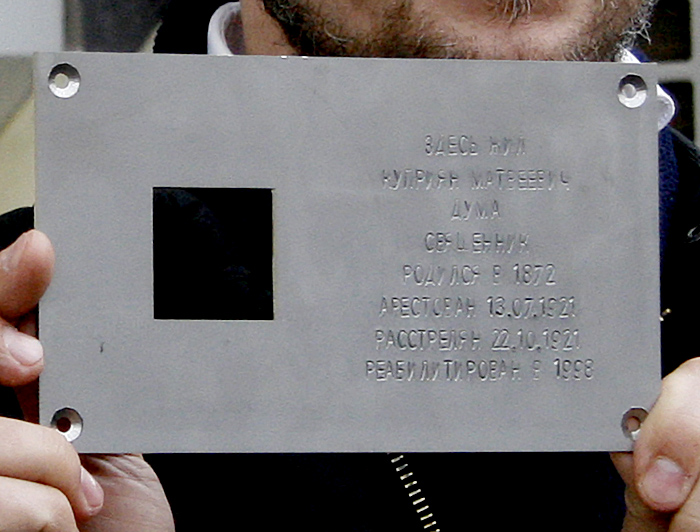 ЗДЕСЬ ЖИЛ
КУПРИЯН МАТВЕЕВИЧ
ДУМА
СВЯЩЕННИК
РОДИЛСЯ В 1872
АРЕСТОВАН 13.07.1921
РАССТРЕЛЯН 22.10.1921
РЕАБИЛИТИРОВАН В 1998